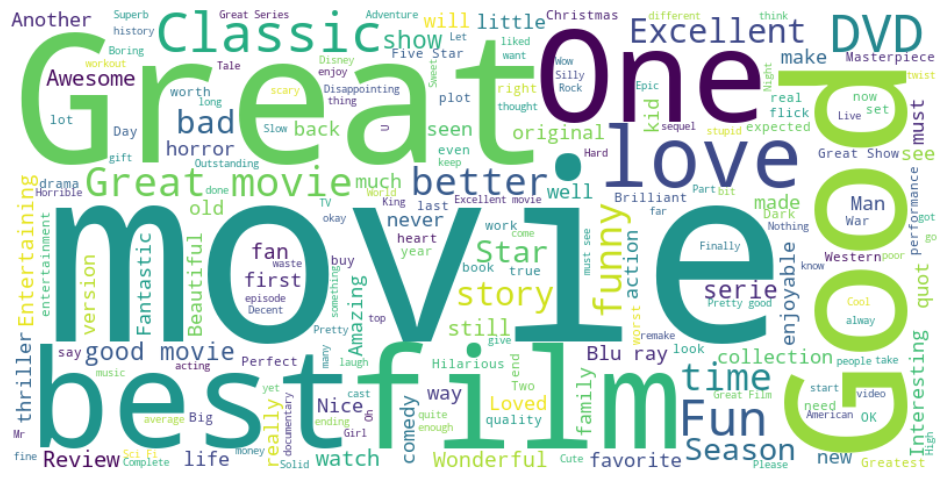 Another
Superb
history
Great Series
Adventure
Christmas
different
think
Classic
show
will
little
Let
Five Star
liked
want
Excellent
DVD
Great
One
make
Masterpiece
Boring
workout
Tale
Disney
enjoy
Wow
Silly
Rock
Sweet
Night
twist
Awesome
worth
long
scary
Disappointing
thing
plot
right
thought
Epic
sequel
stupid
real
flick
now
set
Live
must
lot
Day
bad
Slow
U
back
seen
original
kid
Hard
expected
gift
horror
Outstanding
even
keep
love
Great Show
see
drama
Horrible
Great movie
done
World
much
better
well
Brilliant
Part
bit
made
Good
Entertaining
entertainment
version
old
TV
okay
King
last
Excellent movie
never
work
far
Dark
Nothing
Man
War
performance
got
go
Fantastic
Beautiful
fan
waste
first
buy
heart
year
Star
come
book
true
must see
funny
action
Finally
Western
know
poor
movie
episode
Decent
something
Amazing
top
story
give
still
worst
serie
Pretty good
remake
enjoyable
Cool
alway
quot
thriller
say
good movie
Perfect
Pretty
many
laugh
Hilarious
end
Two
Blu ray
look
collection
people
take
Interesting
music
acting
way
time
Great Film
start
video
best
film
need
American
OK
Mr
average
yet
really
Big
Nice
Oh
cast
comedy
quite
enough
Loved
quality
family
Fun
fine
Review
Sci Fi
Complete
life
money
Solid
documentary
ending
Girl
watch
Wonderful
Cute
favorite
Season
Please
new
Greatest
High